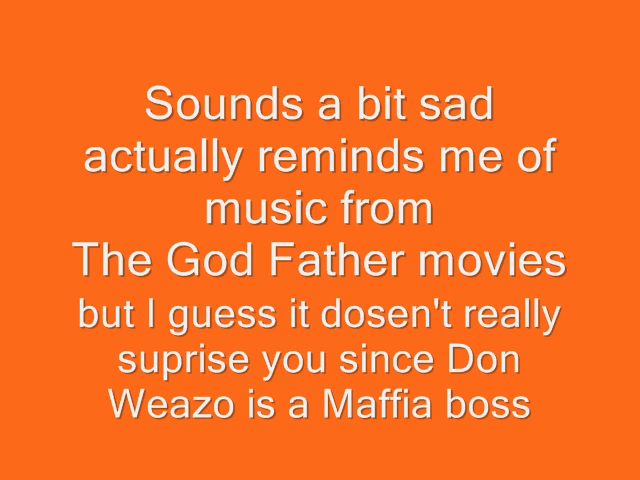 Sounds a bit sad
actually reminds me of
music from
The God Father movies
but I guess it dosen't really
suprise you since Don
Weazo is a Maffia boss